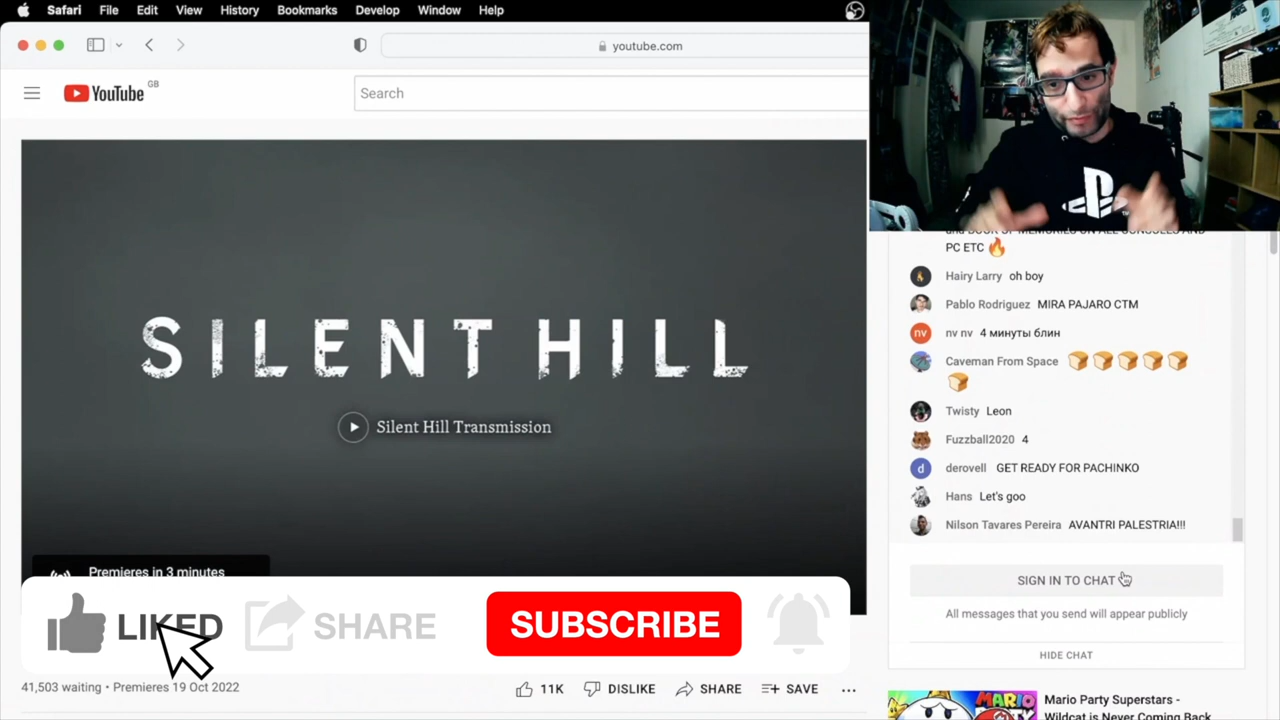 Safari File Edit View History Bookmarks Develop Window Help
youtube.com
YouTube GB
Search
SILENT HILL
Silent Hill Transmission
Premieres in 3 minutes
LIKED SHARE SUBSCRIBE
41,503 waiting • Premieres 19 Oct 2022
11K DISLIKE SHARE SAVE
PC ETC 🔥
Hairy Larry oh boy
Pablo Rodriguez MIRA PAJARO CTM
nv nv nv 4 минуты блин
Caveman From Space 🍞🍞🍞🍞🍞
🍞
Twisty Leon
Fuzzball2020 4
d derovell GET READY FOR PACHINKO
Hans Let's goo
Nilson Tavares Pereira AVANTRI PALESTRIA!!!
SIGN IN TO CHAT
All messages that you send will appear publicly
HIDE CHAT
Mario Party Superstars -
Wildcat is Never Coming Back